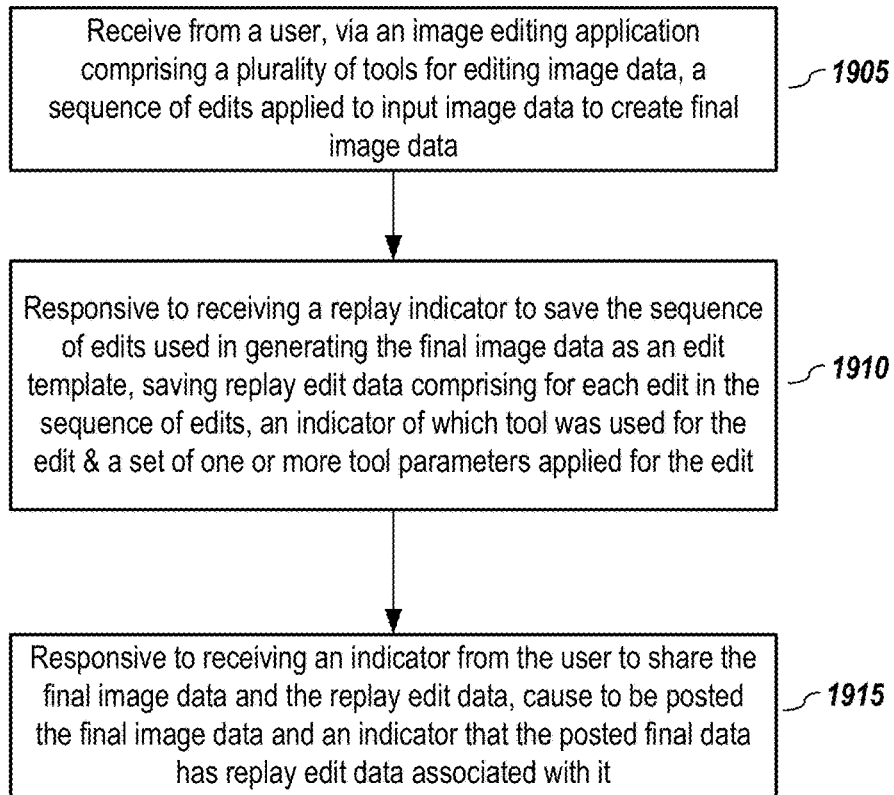 Receive from a user, via an image editing application
comprising a plurality of tools for editing image data, a
sequence of edits applied to input image data to create final
image data
1905
Responsive to receiving a replay indicator to save the sequence
of edits used in generating the final image data as an edit
template, saving replay edit data comprising for each edit in the
sequence of edits, an indicator of which tool was used for the
edit & a set of one or more tool parameters applied for the edit
1910
Responsive to receiving an indicator from the user to share the
final image data and the replay edit data, cause to be posted
the final image data and an indicator that the posted final data
has replay edit data associated with it
1915